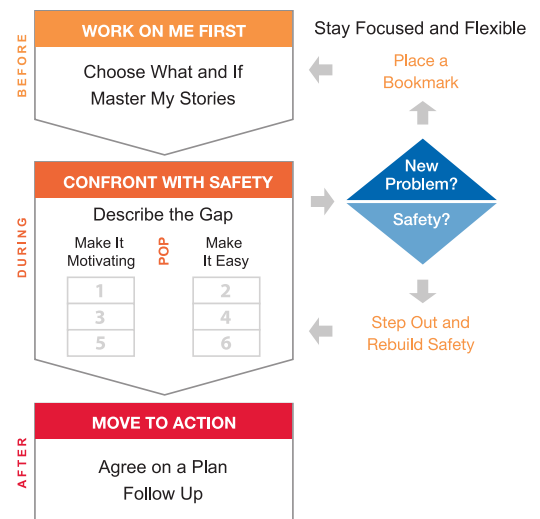 BEFORE
WORK ON ME FIRST
Choose What and If
Master My Stories
Stay Focused and Flexible
Place a
Bookmark
New
Problem?
Safety?
Step Out and
Rebuild Safety
DURING
CONFRONT WITH SAFETY
Describe the Gap
Make It
Motivating
POP
Make
It Easy
1
2
3
4
5
6
AFTER
MOVE TO ACTION
Agree on a Plan
Follow Up